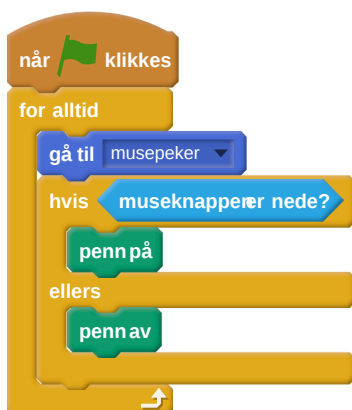 når klikkes
for alltid
gå til musepeker
hvis museknappen er nede?
penn på
ellers
penn av